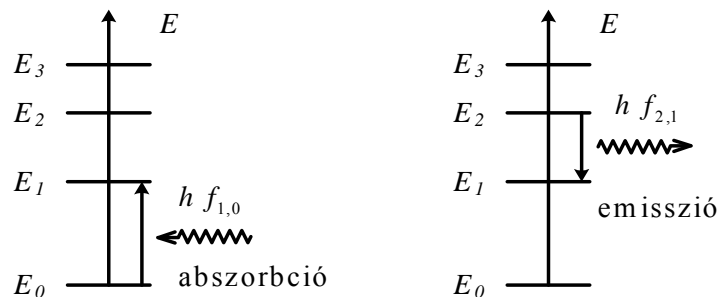 E
E₃
E₂
E₁
h f₁,₀
abszorbció
E₀
E
E₃
E₂
h f₂,₁
E₁
emisszió
E₀